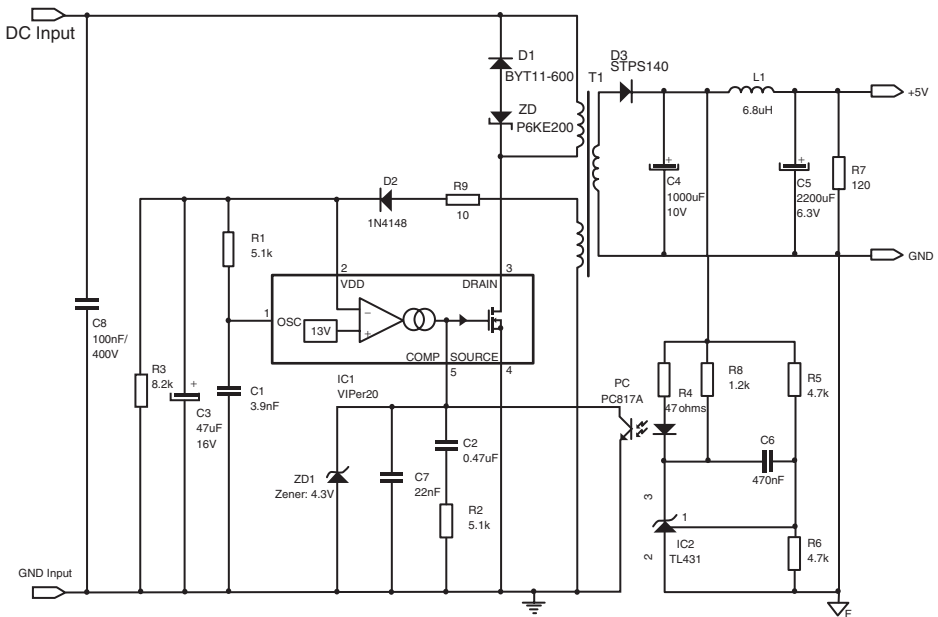 DC Input
D1
BYT11-600
ZD
P6KE200
T1
D3
STPS140
L1
6.8uH
+5V
C4
1000uF
10V
+
C5
2200uF
6.3V
+
R7
120
GND
D2
1N4148
R9
10
R1
5.1k
2
VDD
3
DRAIN
1
OSC
13V
−
+
COMP
SOURCE
5
4
IC1
VIPer20
C8
100nF/
400V
R3
8.2k
+
C3
47uF
16V
C1
3.9nF
PC
PC817A
R4
47ohms
R8
1.2k
R5
4.7k
C6
470nF
ZD1
Zener: 4.3V
C7
22nF
C2
0.47uF
R2
5.1k
3
1
2
IC2
TL431
R6
4.7k
GND Input
F